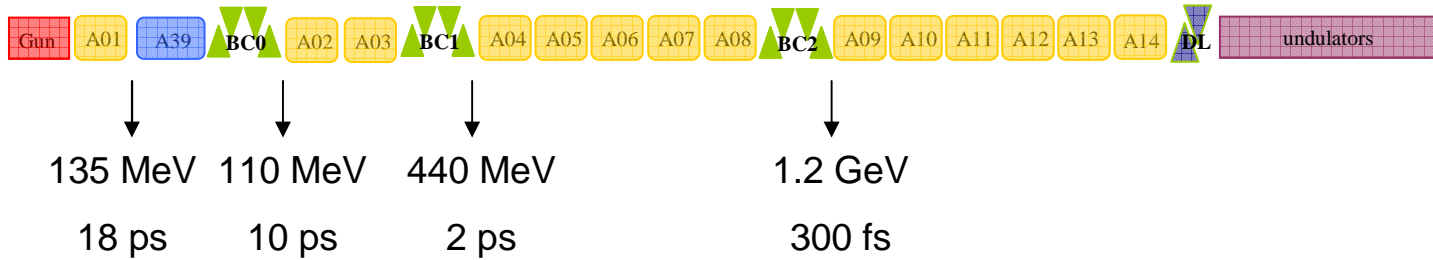 Gun A01 A39 BC0 A02 A03 BC1 A04 A05 A06 A07 A08 BC2 A09 A10 A11 A12 A13 A14 DL undulators
135 MeV 110 MeV 440 MeV 1.2 GeV
18 ps 10 ps 2 ps 300 fs